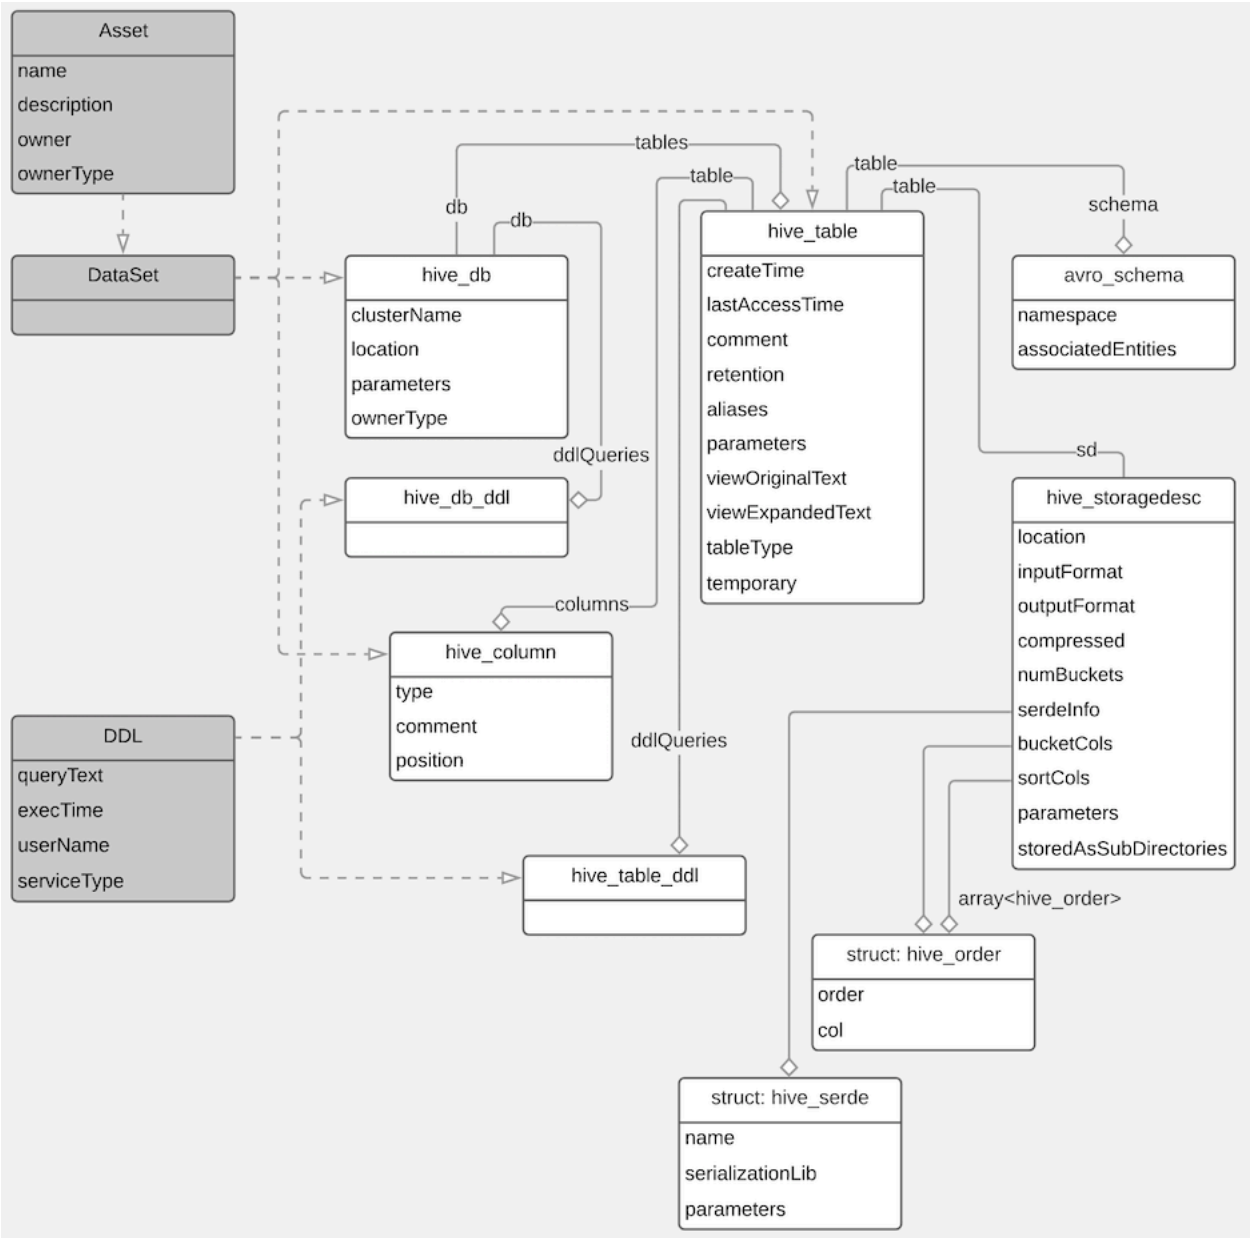 Asset
name
description
owner
ownerType
DataSet
tables
db
db
hive_db
clusterName
location
parameters
ownerType
ddlQueries
hive_db_ddl
table
hive_table
createTime
lastAccessTime
comment
retention
aliases
parameters
viewOriginalText
viewExpandedText
tableType
temporary
table
table
schema
avro_schema
namespace
associatedEntities
sd
hive_storagedesc
location
inputFormat
outputFormat
compressed
numBuckets
serdeInfo
bucketCols
sortCols
parameters
storedAsSubDirectories
columns
hive_column
type
comment
position
DDL
queryText
execTime
userName
serviceType
ddlQueries
hive_table_ddl
array<hive_order>
struct: hive_order
order
col
struct: hive_serde
name
serializationLib
parameters